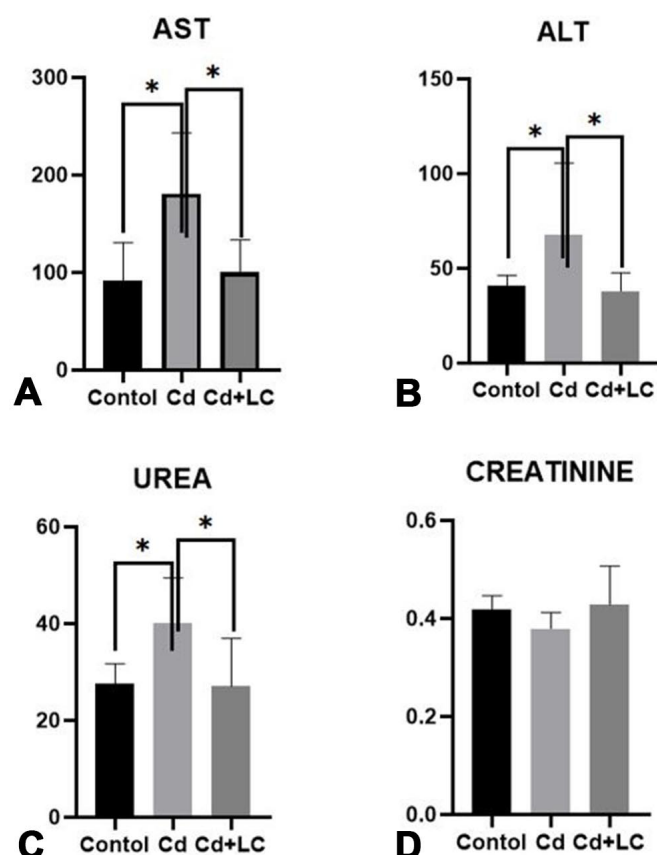 AST
300
*
*
200
100
0
Contol Cd Cd+LC
A
ALT
150
*
*
100
50
0
Contol Cd Cd+LC
B
UREA
60
*
*
40
20
0
Contol Cd Cd+LC
C
CREATININE
0.6
0.4
0.2
0.0
Contol Cd Cd+LC
D